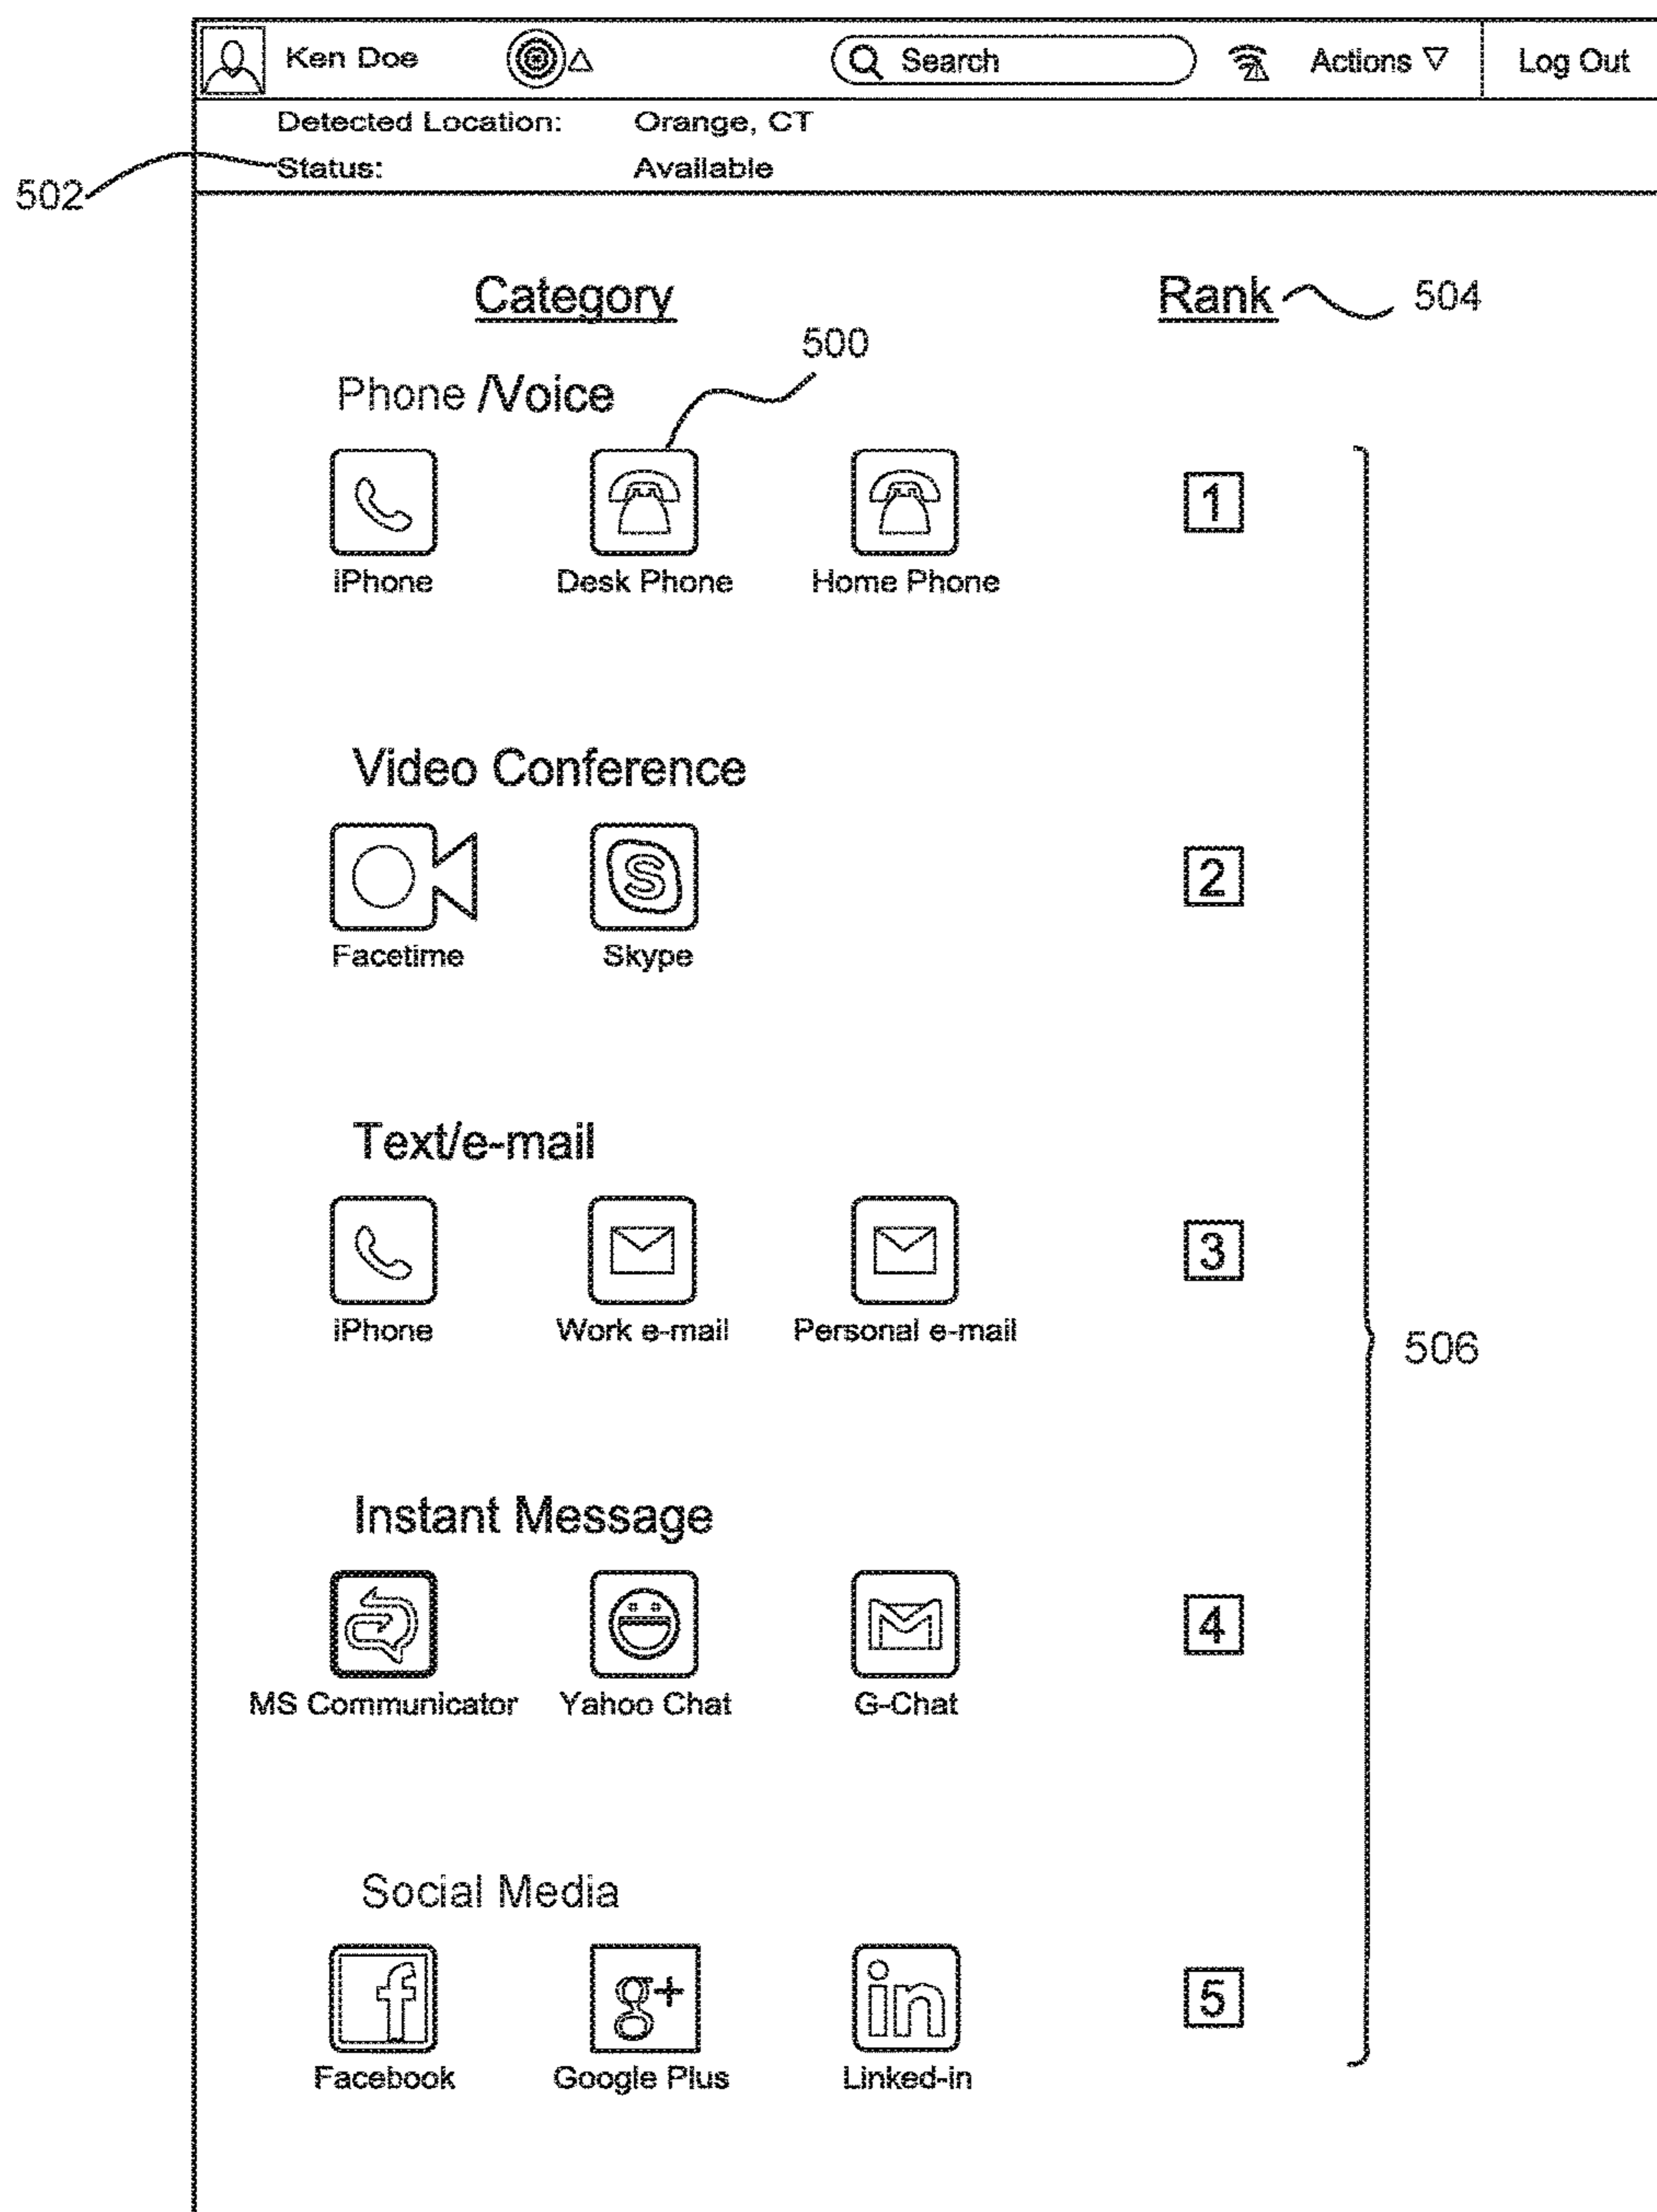 Ken Doe Search Actions Log Out
Detected Location: Orange, CT
Status: Available
502
Category Rank 504
500
Phone /Voice
1
iPhone Desk Phone Home Phone
Video Conference
S 2
Facetime Skype
Text/e-mail
3
iPhone Work e-mail Personal e-mail
506
Instant Message
4
MS Communicator Yahoo Chat G-Chat
Social Media
f g+ in 5
Facebook Google Plus Linked-in